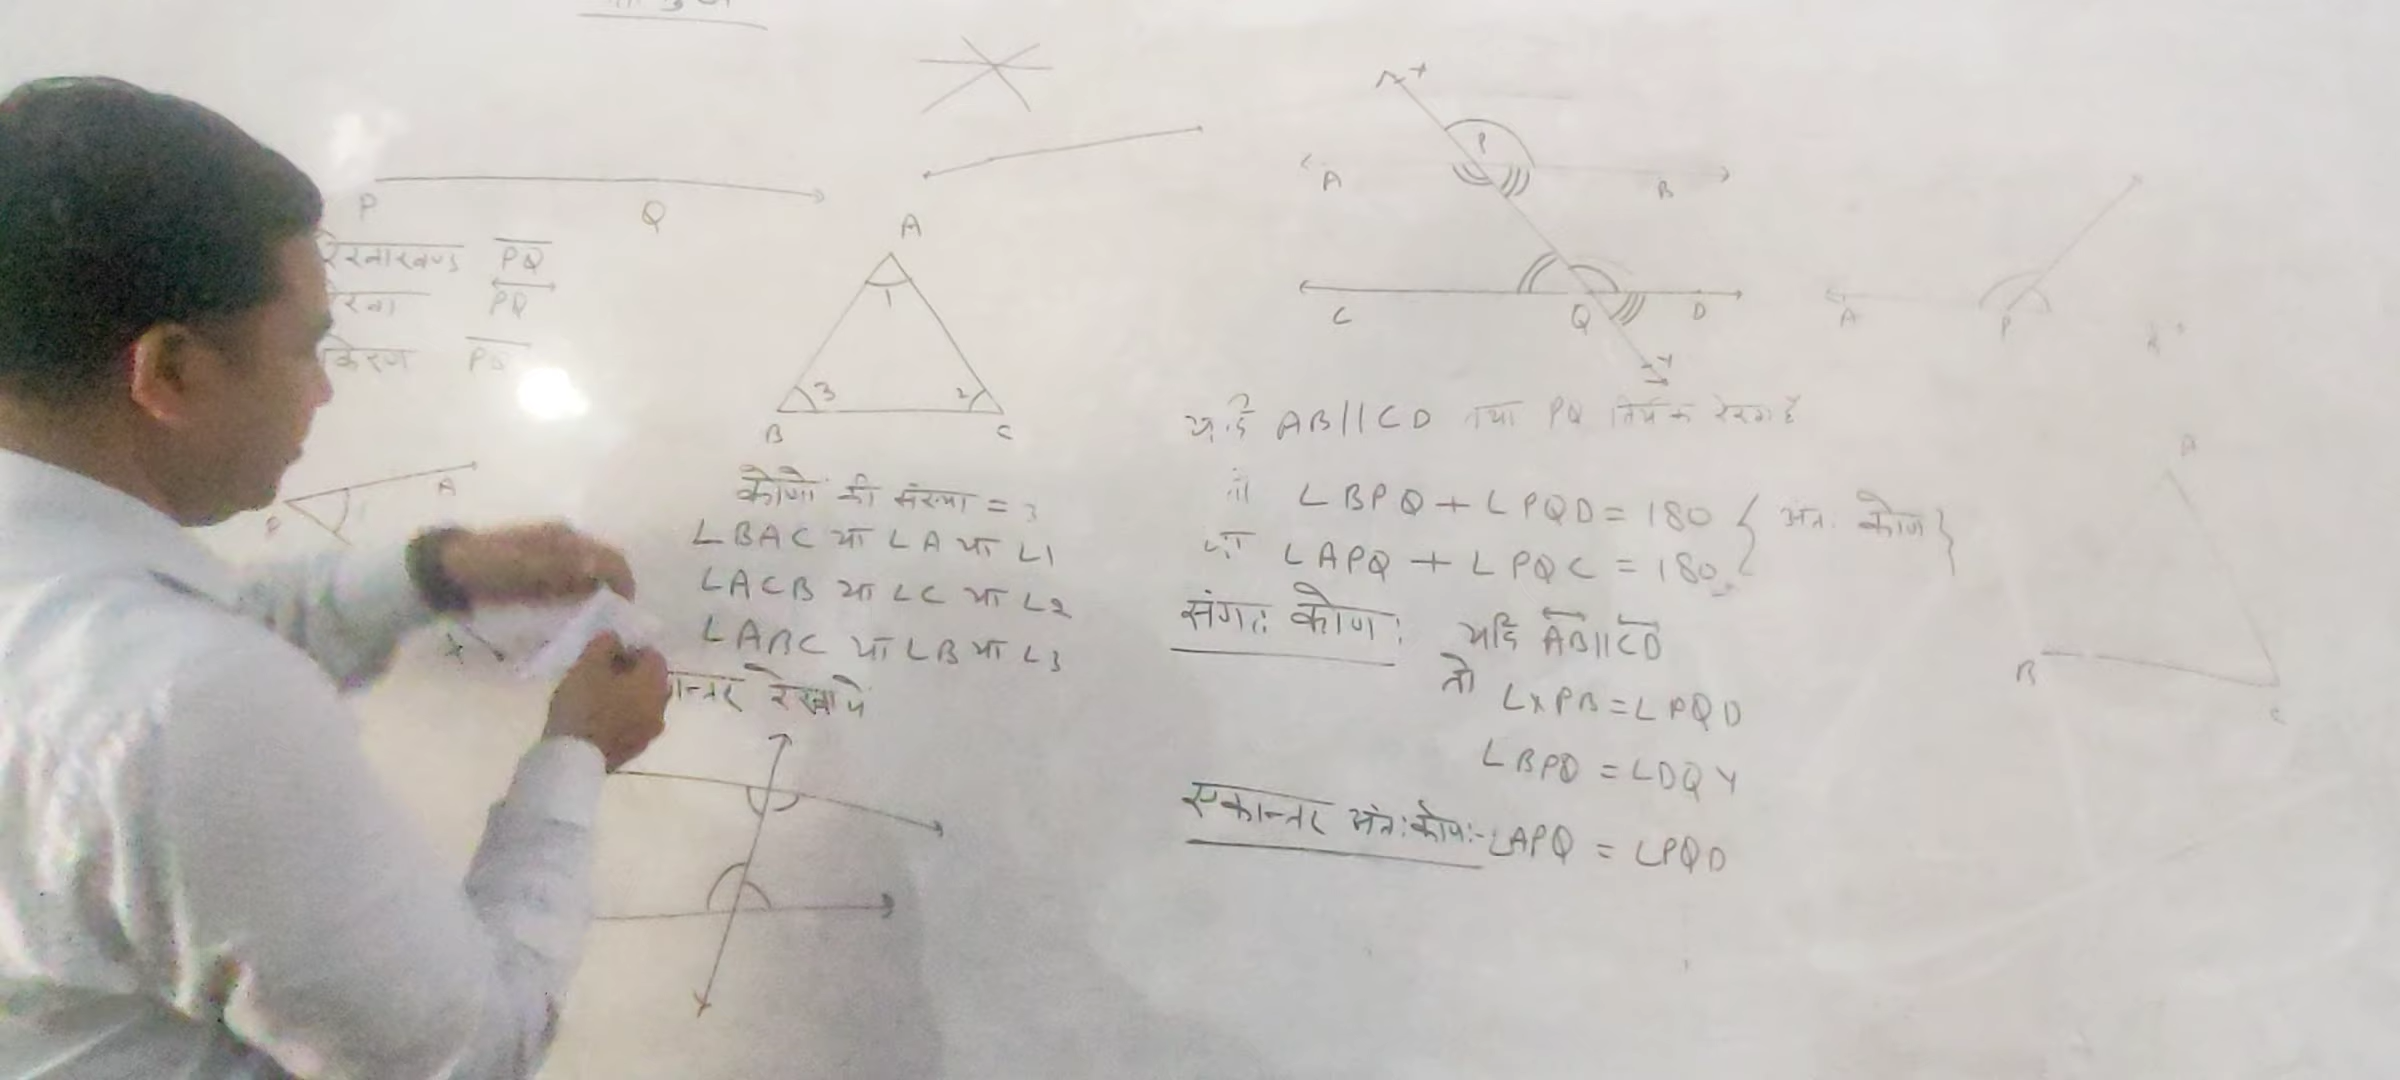 P Q
रेखाखण्ड PQ
रेखा PQ
किरण PQ
A
A
1
3 2
B C
कोणों की संख्या = 3
∠BAC या ∠A या ∠1
∠ACB या ∠C या ∠2
∠ABC या ∠B या ∠3
ान्तर रेखाये
X
P
A B
C Q D
Y
यदि AB||CD तथा PQ तिर्यक रेखा है
तो ∠BPQ + ∠PQD = 180 { अंत: कोण }
या ∠APQ + ∠PQC = 180
संगत: कोण: यदि AB||CD
तो ∠XPB = ∠PQD
∠BPQ = ∠DQY
एकान्तर अंत:कोण:- ∠APQ = ∠PQD
A P
A
B
C